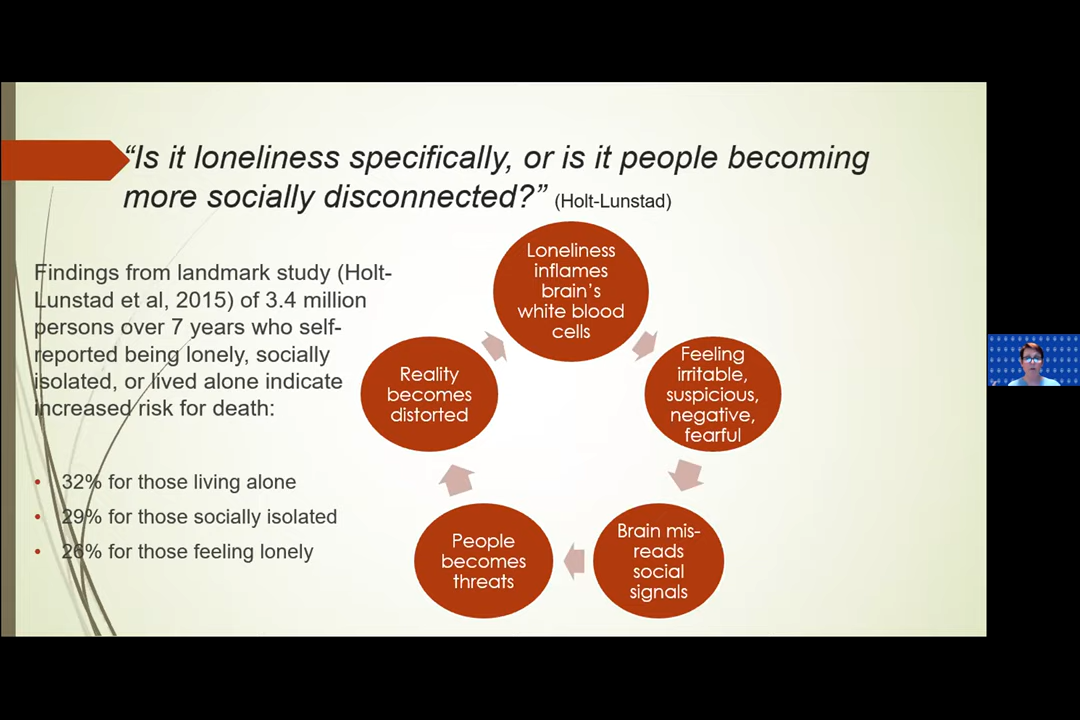 “Is it loneliness specifically, or is it people becoming
more socially disconnected?” (Holt-Lunstad)
Findings from landmark study (Holt-
Lunstad et al, 2015) of 3.4 million
persons over 7 years who self-
reported being lonely, socially
isolated, or lived alone indicate
increased risk for death:
• 32% for those living alone
• 29% for those socially isolated
• 26% for those feeling lonely
Loneliness
inflames
brain’s
white blood
cells
Feeling
irritable,
suspicious,
negative,
fearful
Brain mis-
reads
social
signals
People
becomes
threats
Reality
becomes
distorted